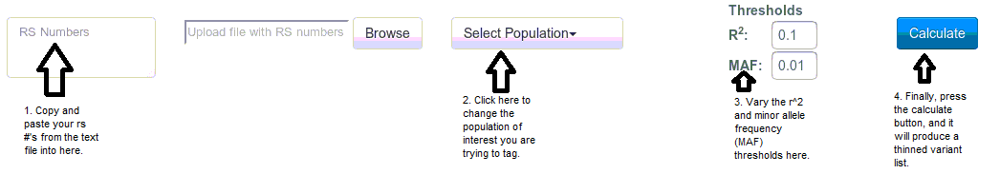 Thresholds
RS Numbers
Upload file with RS numbers
Browse
Select Population
R²:
0.1
Calculate
MAF:
0.01
1. Copy and
paste your rs
#'s from the text
file into here.
2. Click here to
change the
population of
interest you are
trying to tag.
3. Vary the r^2
and minor allele
frequency
(MAF)
thresholds here.
4. Finally, press
the calculate
button, and it
will produce a
thinned variant
list.